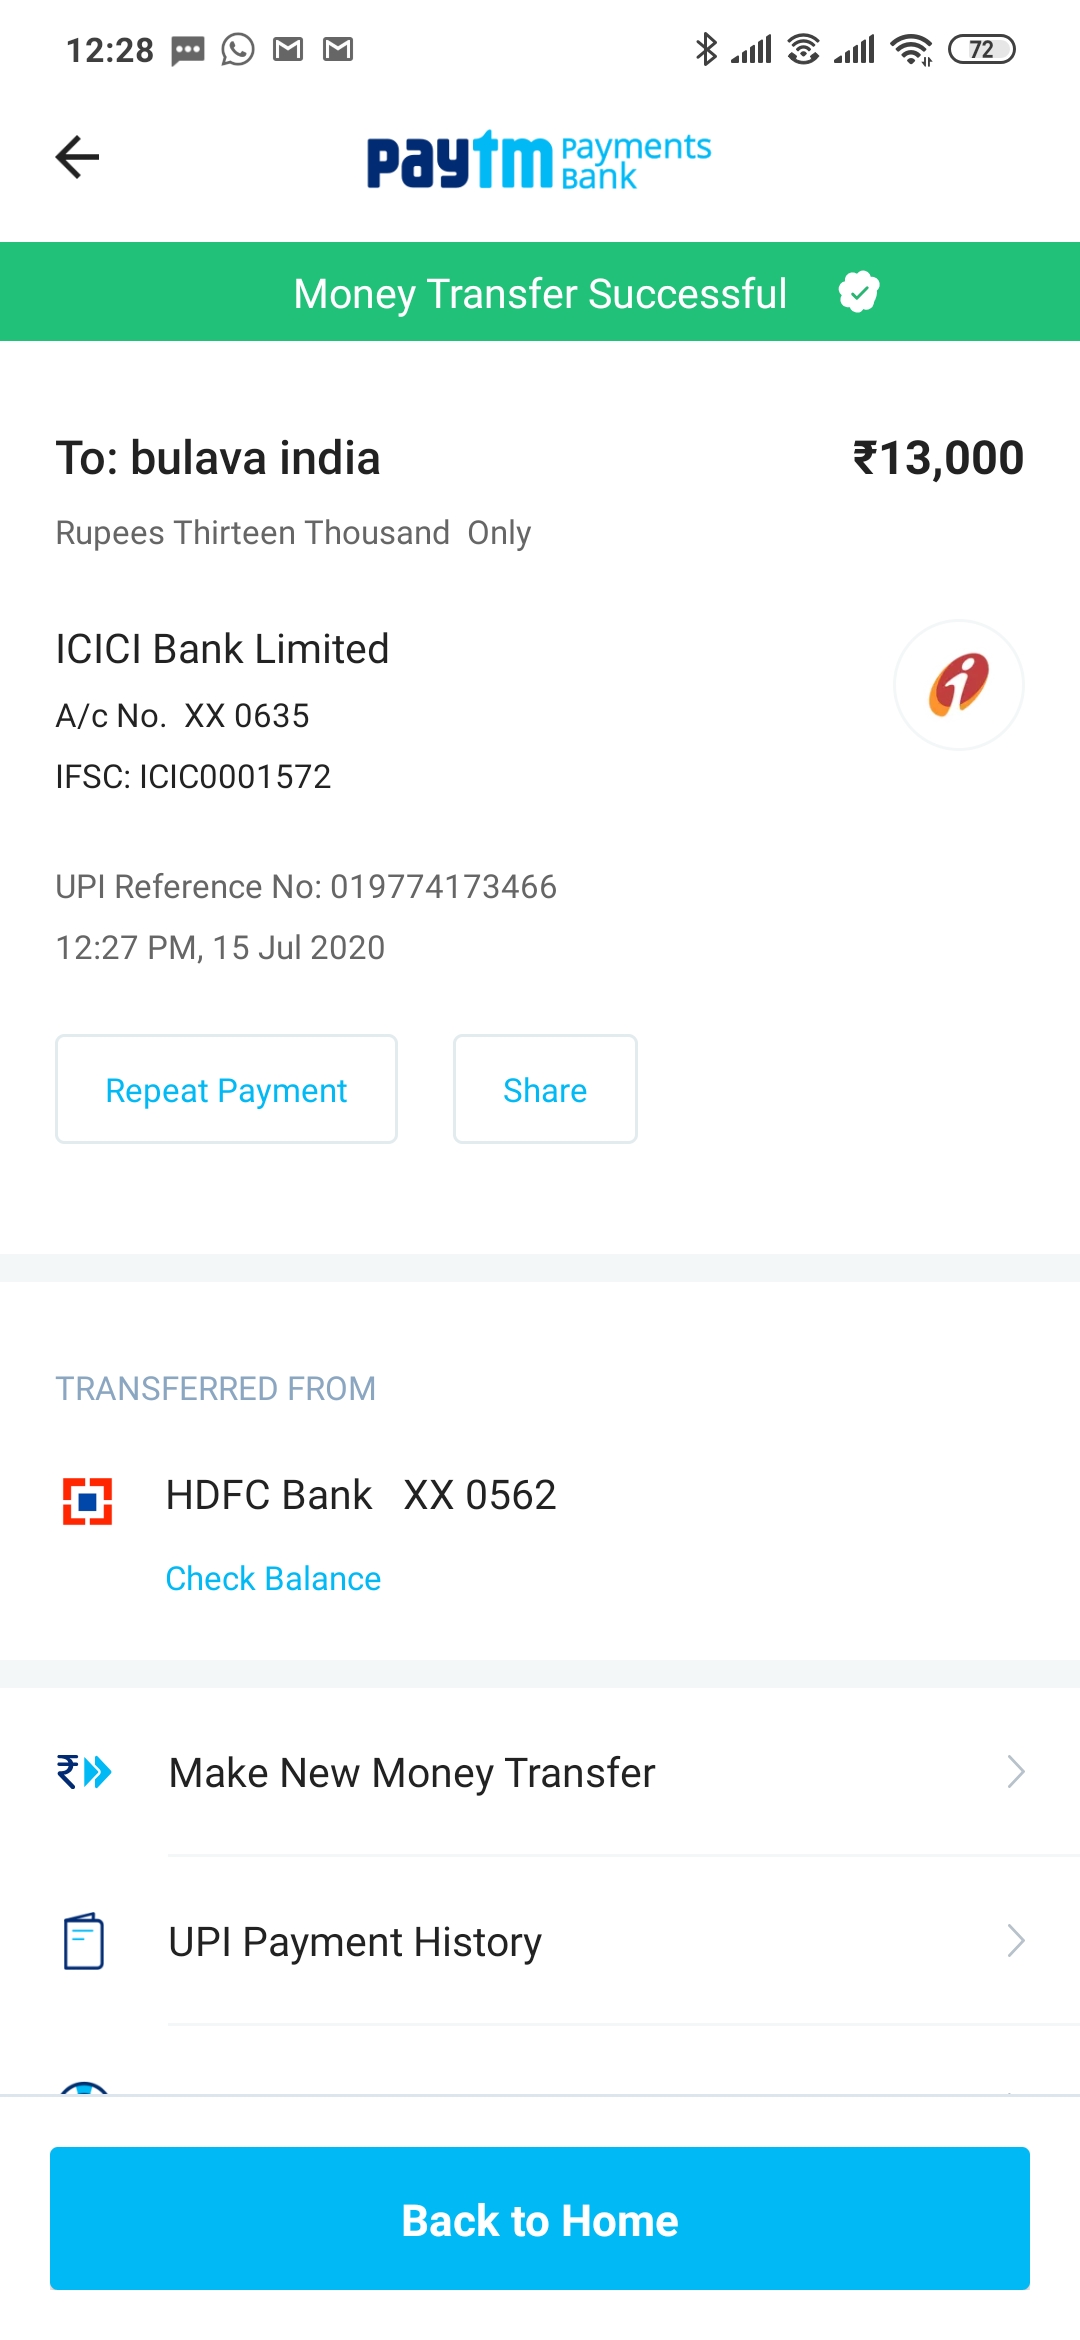 12:28
72
paytm Payments Bank
Money Transfer Successful
To: bulava india ₹13,000
Rupees Thirteen Thousand  Only
ICICI Bank Limited
A/c No.  XX 0635
IFSC: ICIC0001572
UPI Reference No: 019774173466
12:27 PM, 15 Jul 2020
Repeat Payment
Share
TRANSFERRED FROM
HDFC Bank   XX 0562
Check Balance
Make New Money Transfer
UPI Payment History
Back to Home